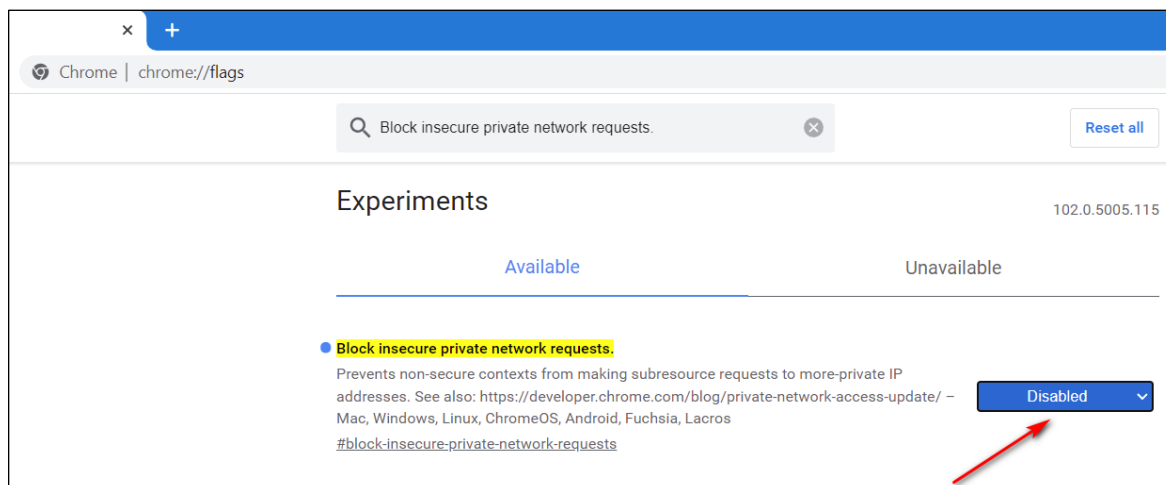 Chrome | chrome://flags
Block insecure private network requests.
Reset all
Experiments
102.0.5005.115
Available
Unavailable
Block insecure private network requests.
Prevents non-secure contexts from making subresource requests to more-private IP
addresses. See also: https://developer.chrome.com/blog/private-network-access-update/ –
Mac, Windows, Linux, ChromeOS, Android, Fuchsia, Lacros
Disabled
#block-insecure-private-network-requests